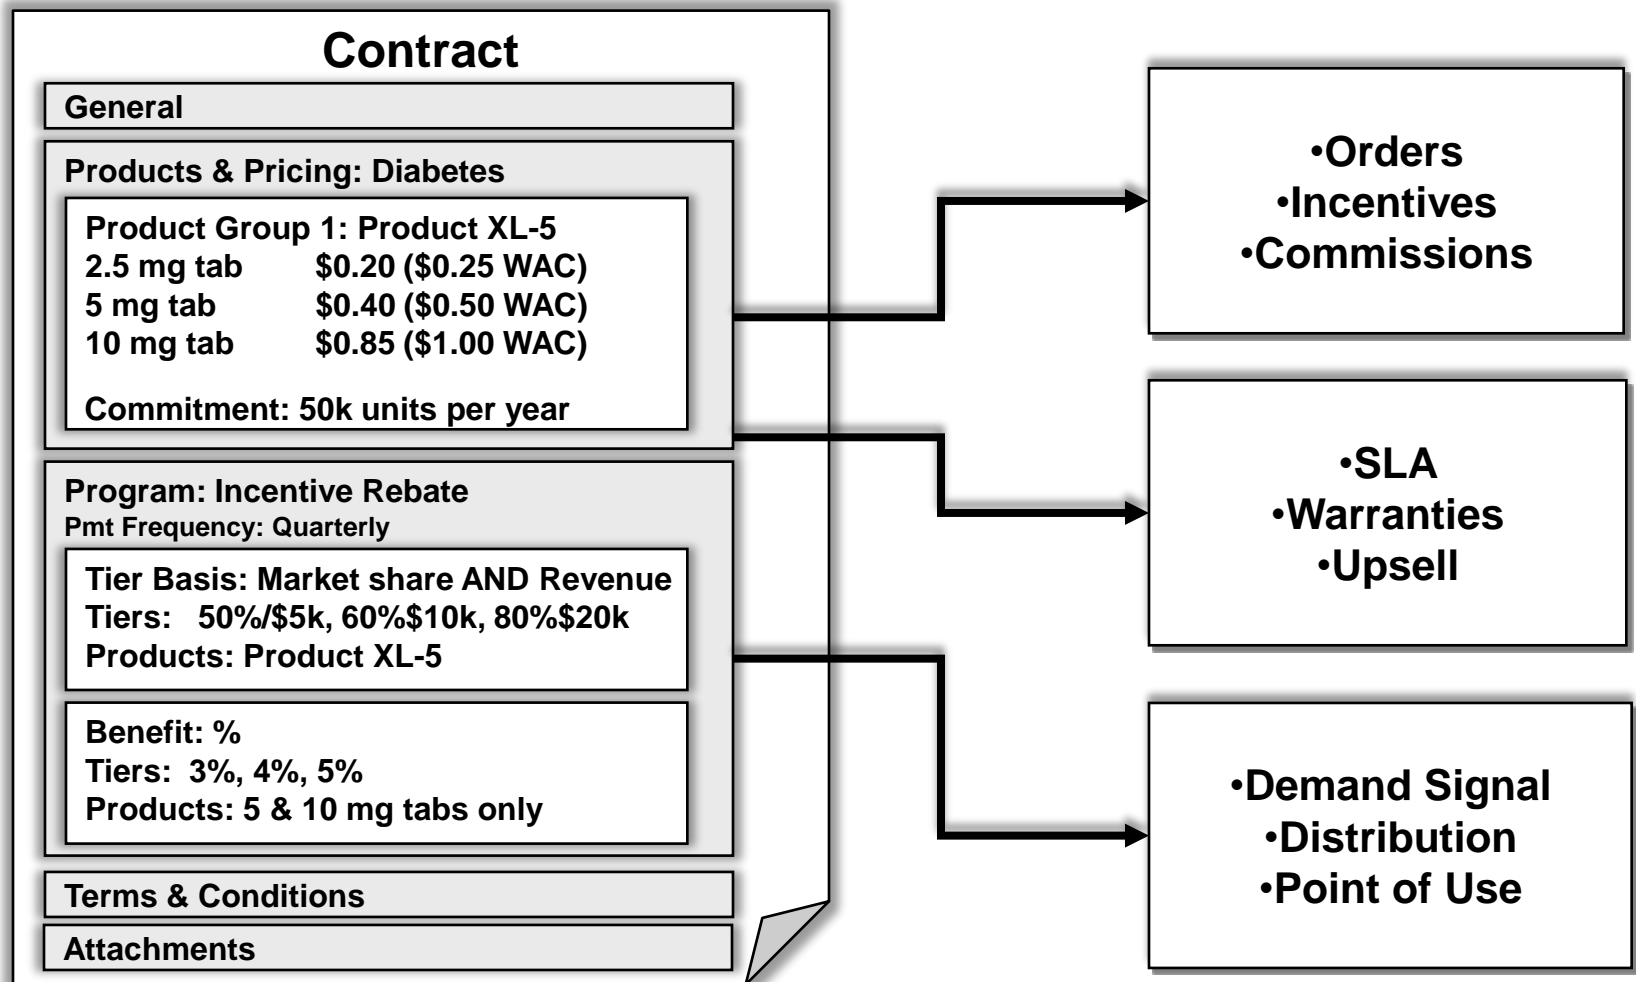 Contract
General
Products & Pricing: Diabetes
Product Group 1: Product XL-5
2.5 mg tab $0.20 ($0.25 WAC)
5 mg tab $0.40 ($0.50 WAC)
10 mg tab $0.85 ($1.00 WAC)
Commitment: 50k units per year
Program: Incentive Rebate
Pmt Frequency: Quarterly
Tier Basis: Market share AND Revenue
Tiers: 50%/$5k, 60%$10k, 80%$20k
Products: Product XL-5
Benefit: %
Tiers: 3%, 4%, 5%
Products: 5 & 10 mg tabs only
Terms & Conditions
Attachments
•Orders
•Incentives
•Commissions
•SLA
•Warranties
•Upsell
•Demand Signal
•Distribution
•Point of Use